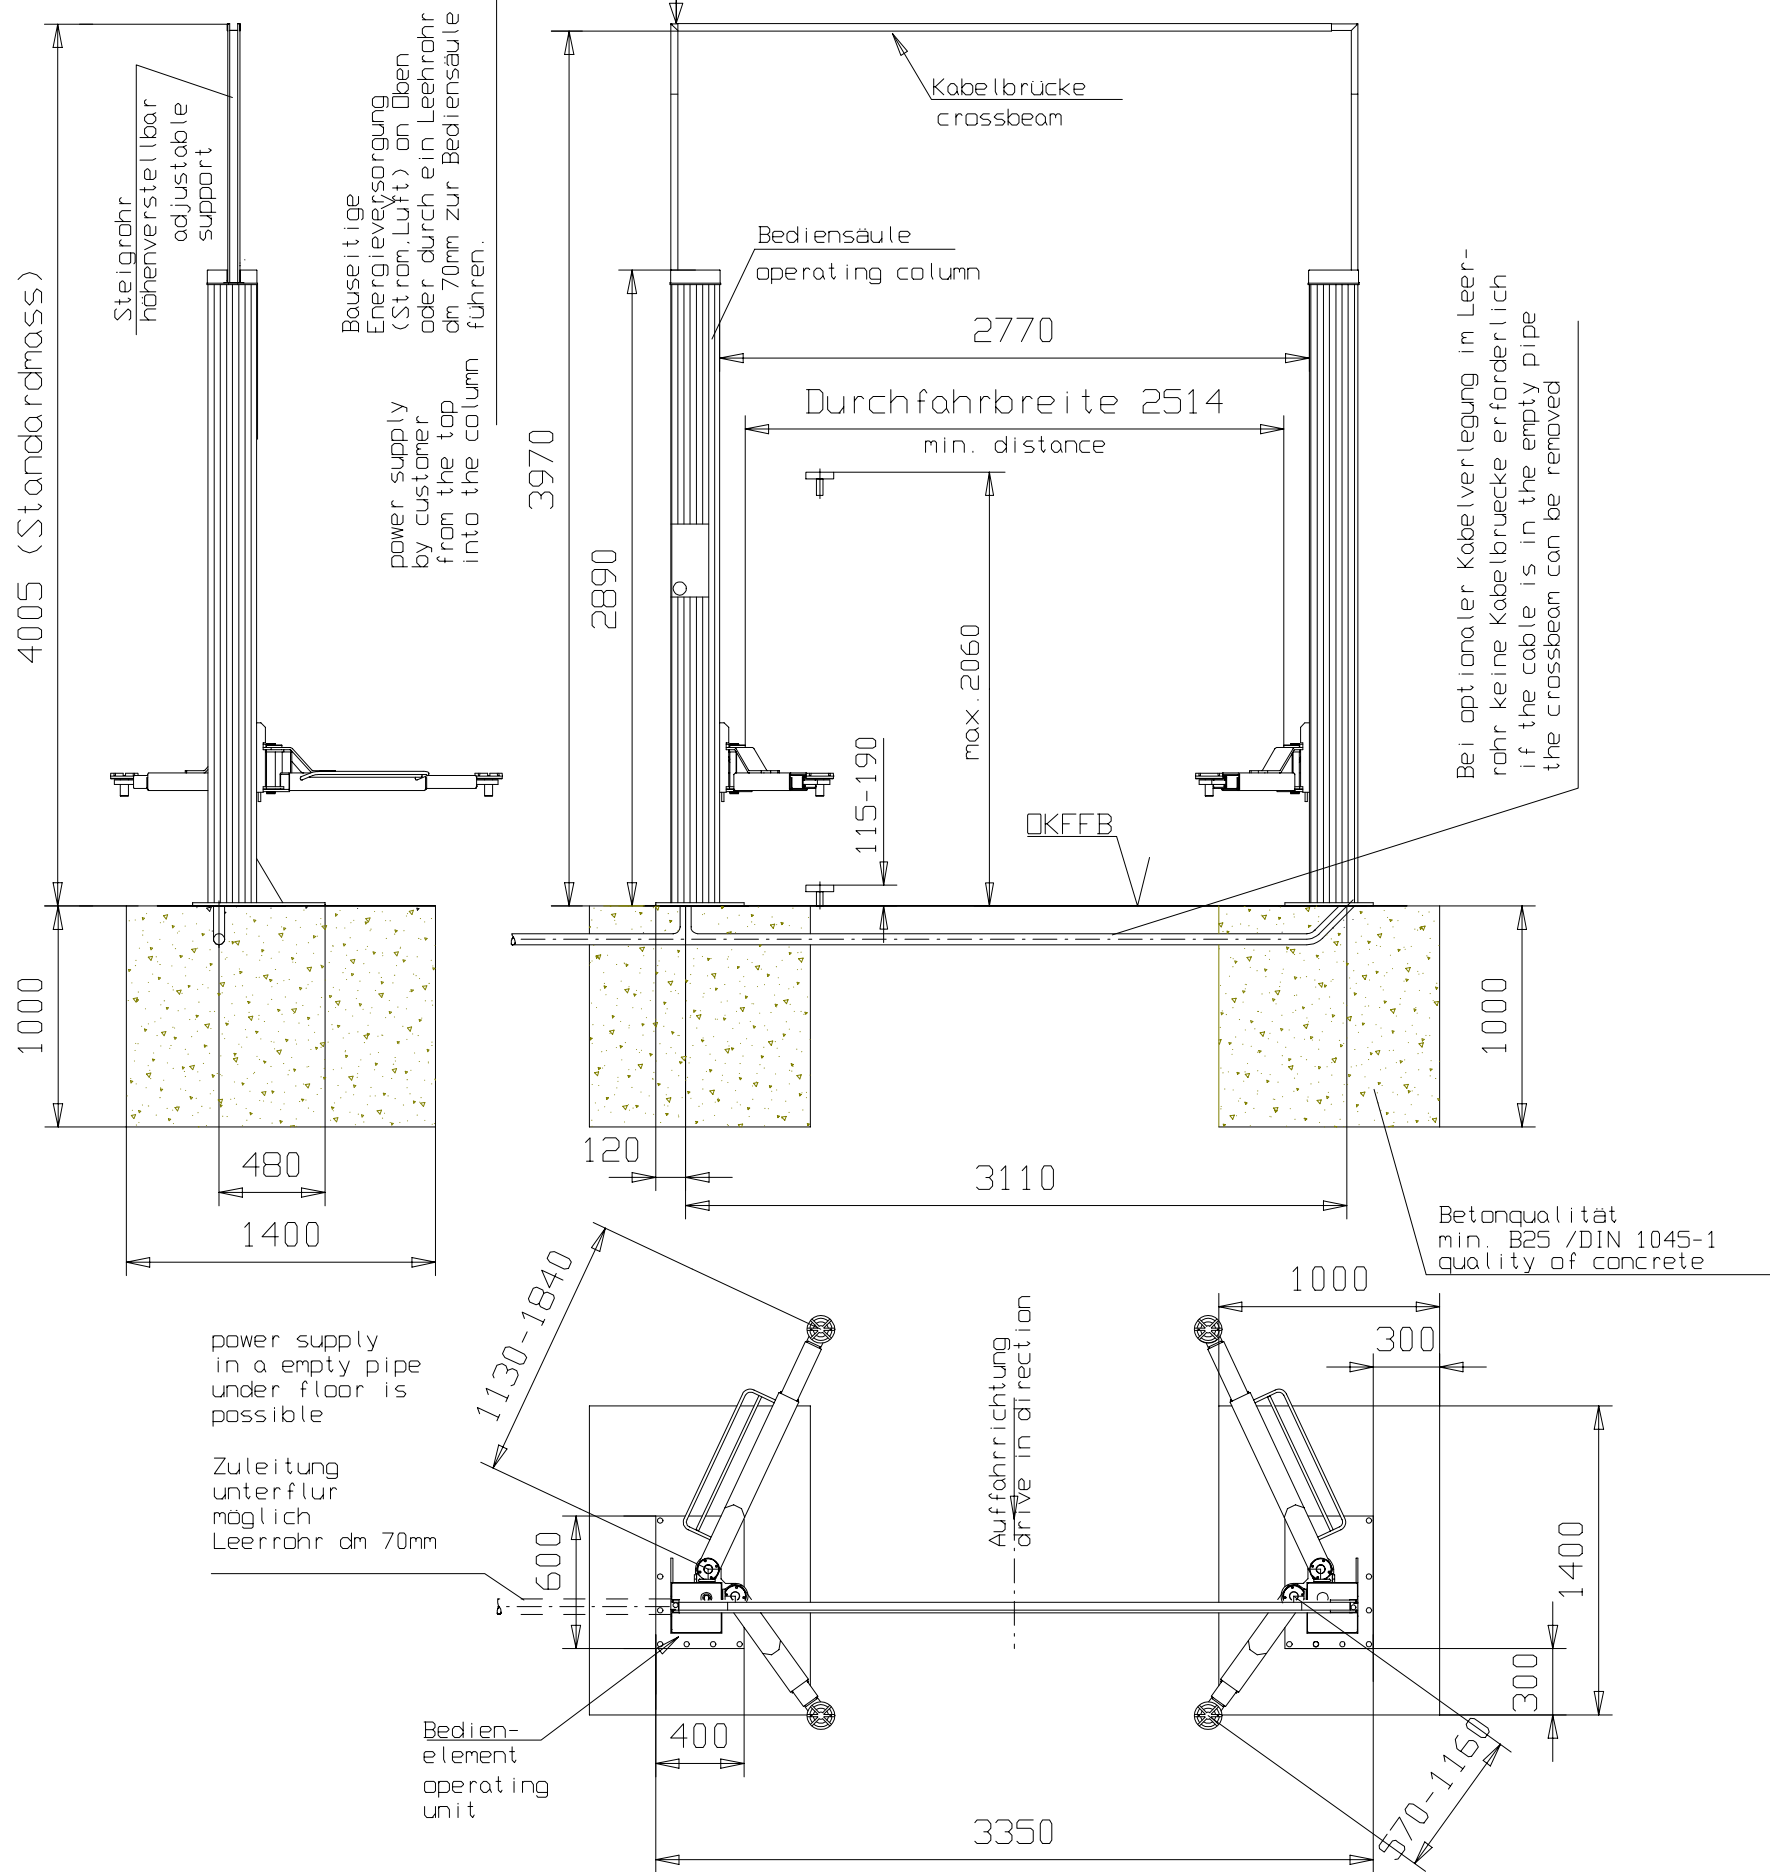 4005 (Standardmass)
Steigrohr
höhenverstellbar
adjustable
support
Bauseitige
Energieversorgung
(Strom,Luft) on Oben
oder durch ein Leehrohr
dm 70mm zur Bediensäule
führen.
power supply
by customer
from the top
into the column
Kabelbrücke
crossbeam
Bediensäule
operating column
2770
Durchfahrbreite 2514
min. distance
3970
2890
max.2060
115-190
OKFFB
Bei optionaler Kabelverlegung im Leer-
rohr keine Kabelbruecke erforderlich
if the cable is in the empty pipe
the crossbeam can be removed
1000
480
1400
120
3110
1000
Betonqualität
min. B25 /DIN 1045-1
quality of concrete
power supply
in a empty pipe
under floor is
possible
Zuleitung
unterflur
möglich
Leerrohr dm 70mm
1130-1840
Auffahrrichtung
drive in direction
1000
300
600
1400
300
Bedien-
element
operating
unit
400
570-1160
3350